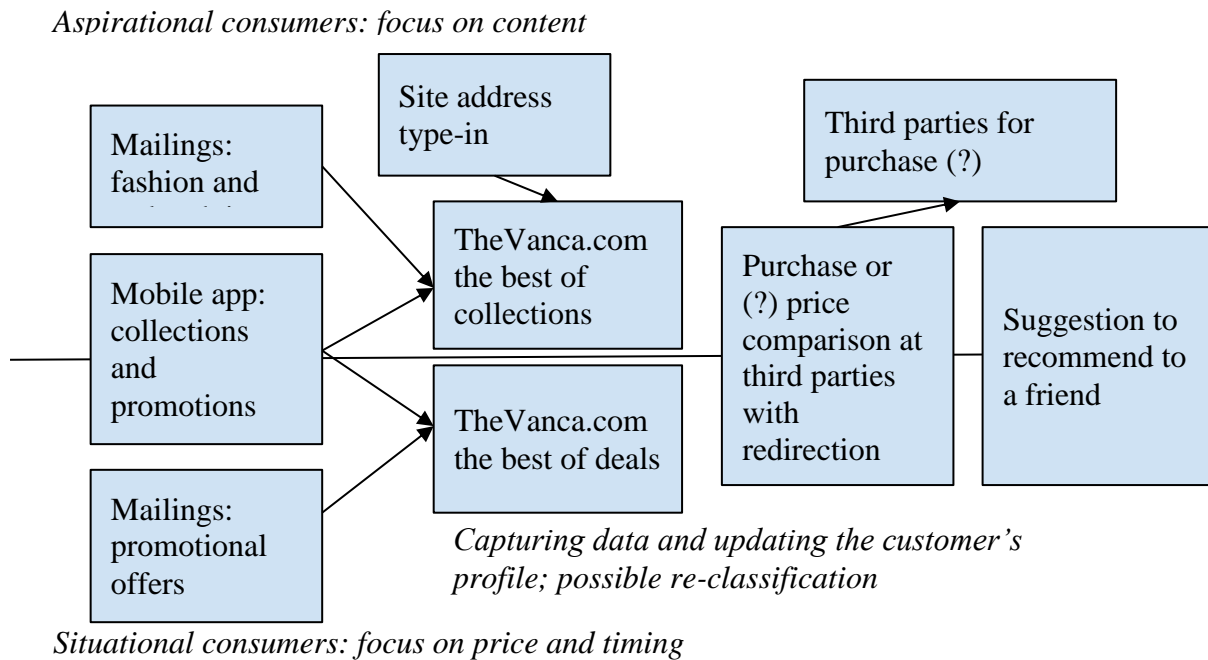 Aspirational consumers: focus on content
Site address
type-in
Third parties for
purchase (?)
Mailings:
fashion and
TheVanca.com
the best of
collections
Mobile app:
collections
and
promotions
Purchase or
(?) price
comparison at
third parties
with
redirection
Suggestion to
recommend to
a friend
TheVanca.com
the best of deals
Mailings:
promotional
offers
Capturing data and updating the customer’s
profile; possible re-classification
Situational consumers: focus on price and timing